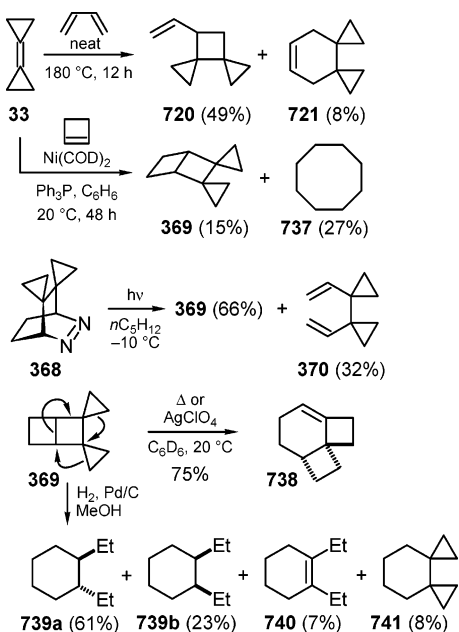 neat
180 °C, 12 h
+
33
720 (49%)
721 (8%)
Ni(COD)2
Ph3P, C6H6
20 °C, 48 h
+
369 (15%)
737 (27%)
hν
nC5H12
–10 °C
369 (66%)
+
N
N
368
370 (32%)
Δ or
AgClO4
C6D6, 20 °C
75%
369
738
H2, Pd/C
MeOH
Et
Et
+
Et
Et
+
Et
Et
+
739a (61%)
739b (23%)
740 (7%)
741 (8%)